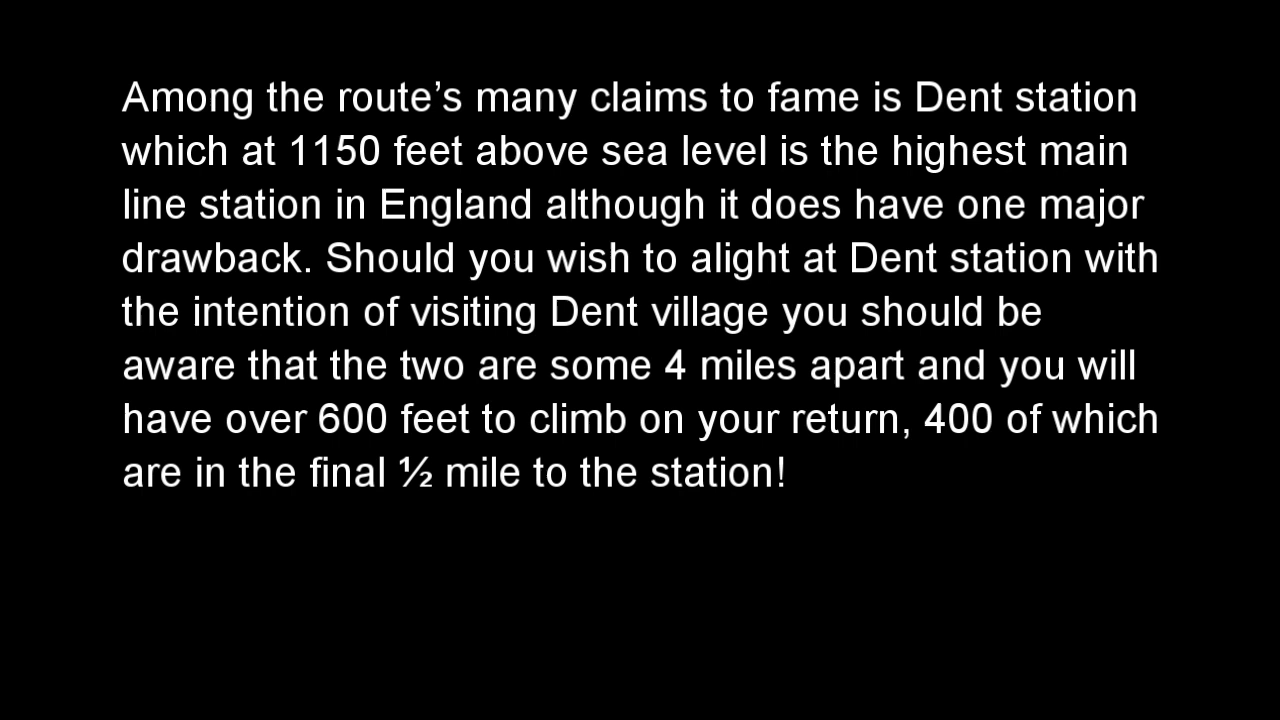 Among the route’s many claims to fame is Dent station
which at 1150 feet above sea level is the highest main
line station in England although it does have one major
drawback. Should you wish to alight at Dent station with
the intention of visiting Dent village you should be
aware that the two are some 4 miles apart and you will
have over 600 feet to climb on your return, 400 of which
are in the final ½ mile to the station!